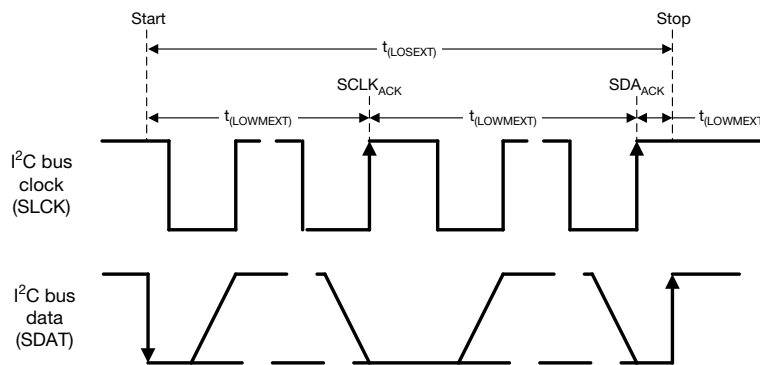 Start Stop
t(LOSEXT)
SCLKACK SDAACK
t(LOWMEXT) t(LOWMEXT) t(LOWMEXT)
I²C bus
clock
(SLCK)
I²C bus
data
(SDAT)